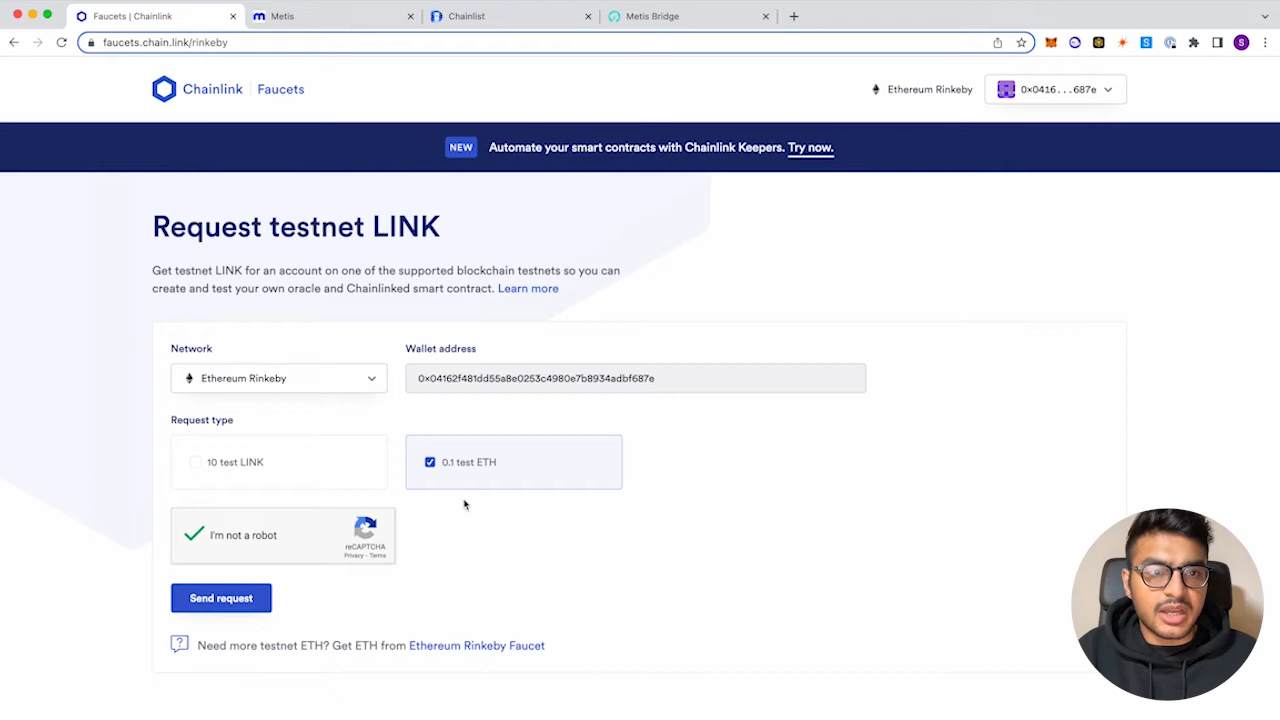 Faucets | Chainlink
Metis
Chainlist
Metis Bridge
faucets.chain.link/rinkeby
S
S
Chainlink
Faucets
Ethereum Rinkeby
0×0416...687e
NEW
Automate your smart contracts with Chainlink Keepers. Try now.
Request testnet LINK
Get testnet LINK for an account on one of the supported blockchain testnets so you can
create and test your own oracle and Chainlinked smart contract. Learn more
Network
Wallet address
Ethereum Rinkeby
0×04162f481dd55a8e0253c4980e7b8934adbf687e
Request type
10 test LINK
0.1 test ETH
I'm not a robot
reCAPTCHA
Privacy - Terms
Send request
Need more testnet ETH? Get ETH from Ethereum Rinkeby Faucet